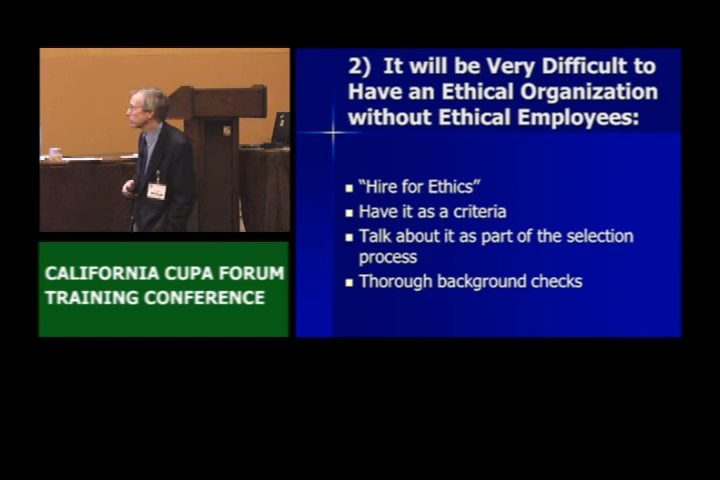 2) It will be Very Difficult to
Have an Ethical Organization
without Ethical Employees:
“Hire for Ethics”
Have it as a criteria
Talk about it as part of the selection
process
Thorough background checks
CALIFORNIA CUPA FORUM
TRAINING CONFERENCE